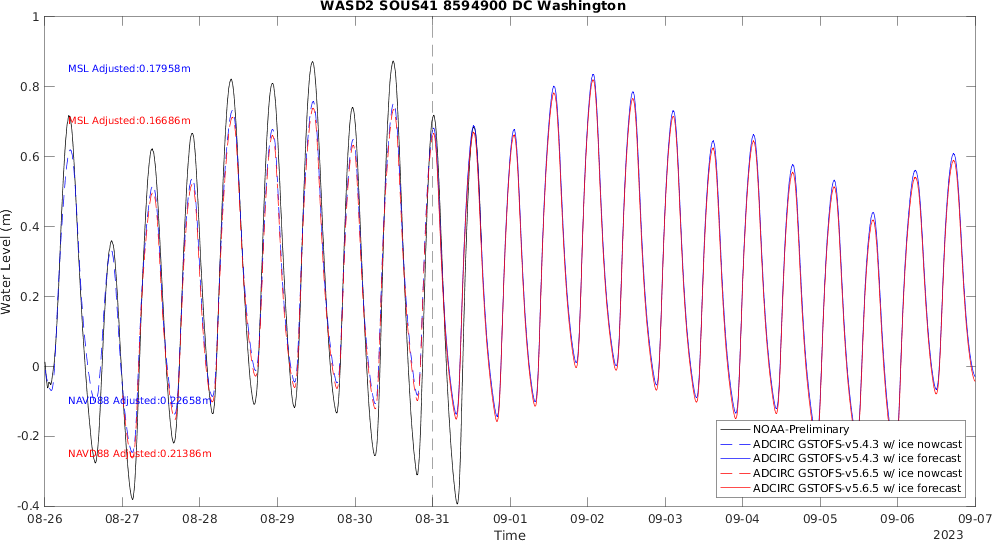 WASD2 SOUS41 8594900 DC Washington
1
0.8
0.6
0.4
0.2
0
-0.2
-0.4
Water Level (m)
MSL Adjusted:0.17958m
MSL Adjusted:0.16686m
NAVD88 Adjusted:0.22658m
NAVD88 Adjusted:0.21386m
NOAA-Preliminary
ADCIRC GSTOFS-v5.4.3 w/ ice nowcast
ADCIRC GSTOFS-v5.4.3 w/ ice forecast
ADCIRC GSTOFS-v5.6.5 w/ ice nowcast
ADCIRC GSTOFS-v5.6.5 w/ ice forecast
08-26 08-27 08-28 08-29 08-30 08-31 09-01 09-02 09-03 09-04 09-05 09-06 09-07
Time
2023